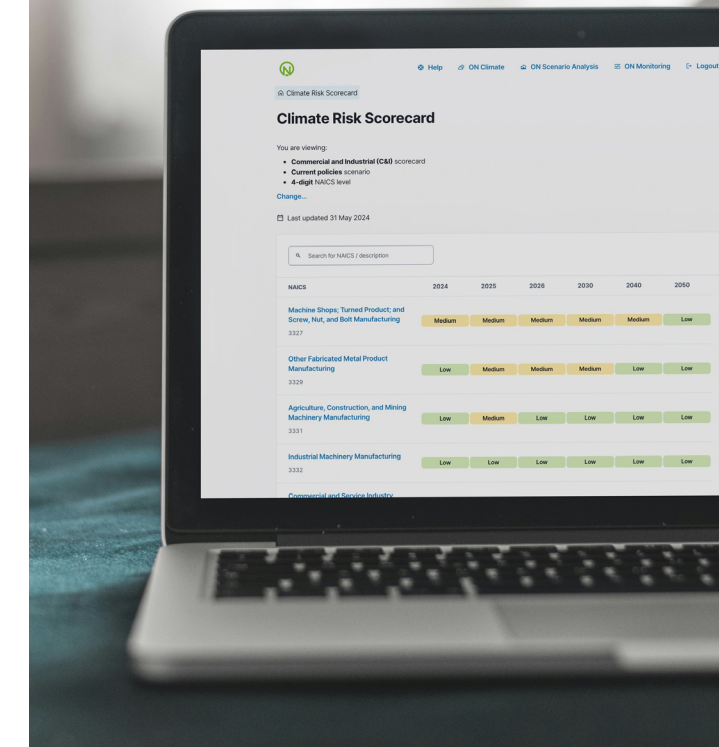 Help ON Climate ON Scenario Analysis ON Monitoring Logout
Climate Risk Scorecard
Climate Risk Scorecard
You are viewing:
• Commercial and Industrial (C&I) scorecard
• Current policies scenario
• 4-digit NAICS level
Change...
Last updated 31 May 2024
Search for NAICS / description
NAICS 2024 2025 2026 2030 2040 2050
Machine Shops; Turned Product; and
Screw, Nut, and Bolt Manufacturing Medium Medium Medium Medium Medium Low
3327
Other Fabricated Metal Product
Manufacturing Low Medium Medium Medium Low Low
3329
Agriculture, Construction, and Mining
Machinery Manufacturing Low Medium Low Low Low Low
3331
Industrial Machinery Manufacturing Low Low Low Low Low Low
3332
Commercial and Service Industry